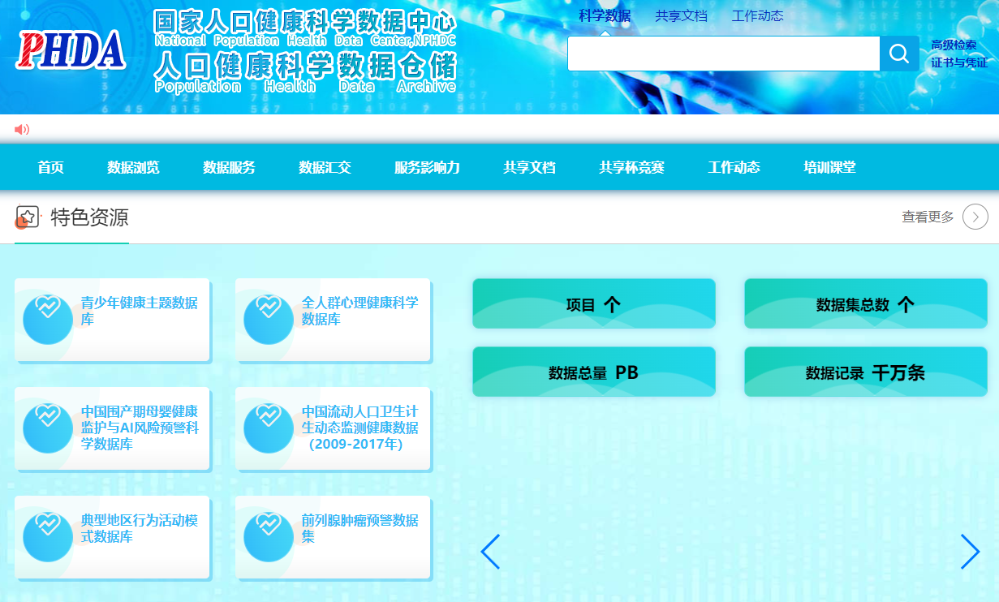 PHDA
国家人口健康科学数据中心
National Population Health Data Center,NPHDC
人口健康科学数据仓储
Population Health Data Archive
科学数据 共享文档 工作动态
高级检索
证书与凭证
首页 数据浏览 数据服务 数据汇交 服务影响力 共享文档 共享杯竞赛 工作动态 培训课堂
特色资源
查看更多
青少年健康主题数据
库
全人群心理健康科学
数据库
中国围产期母婴健康
监护与AI风险预警科
学数据库
中国流动人口卫生计
生动态监测健康数据
（2009-2017年）
典型地区行为活动模
式数据库
前列腺肿瘤预警数据
集
项目 个
数据集总数 个
数据总量 PB
数据记录 千万条